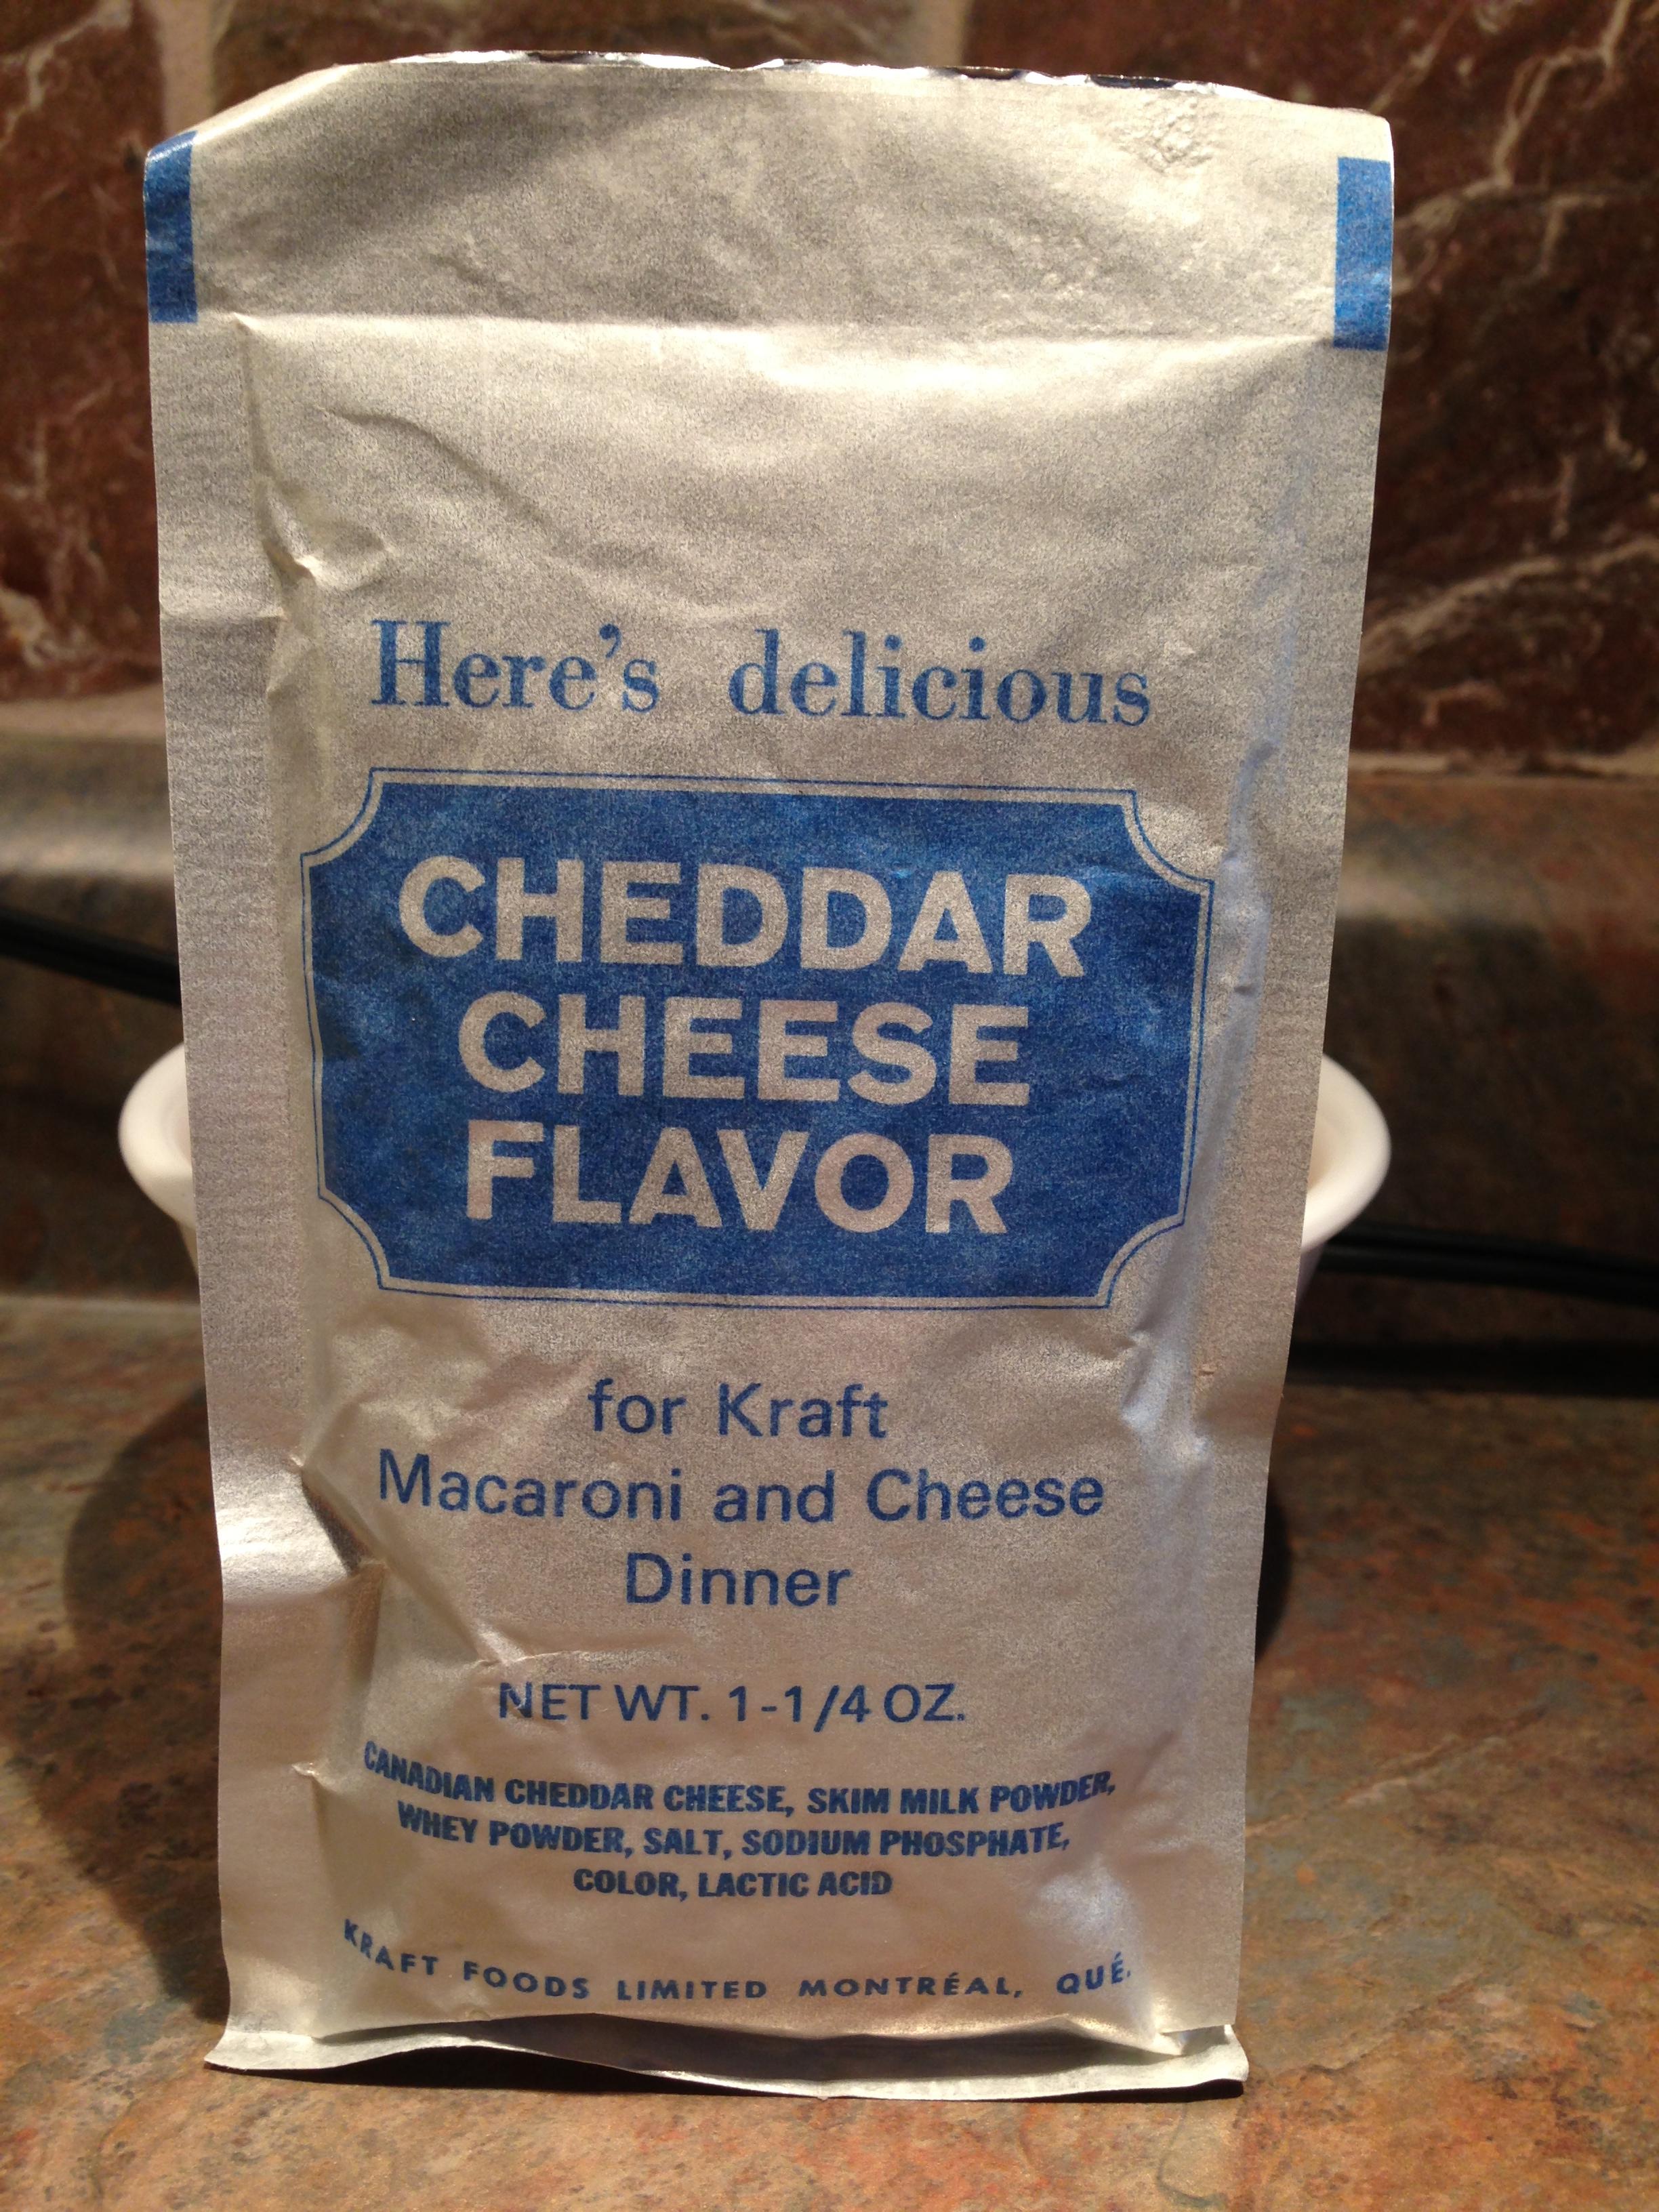 Here's delicious
CHEDDAR
CHEESE
FLAVOR
for Kraft
Macaroni and Cheese
Dinner
NET WT. 1-1/4 OZ.
CANADIAN CHEDDAR CHEESE, SKIM MILK POWDER,
WHEY POWDER, SALT, SODIUM PHOSPHATE,
COLOR, LACTIC ACID
KRAFT FOODS LIMITED MONTRÉAL, QUÉ.